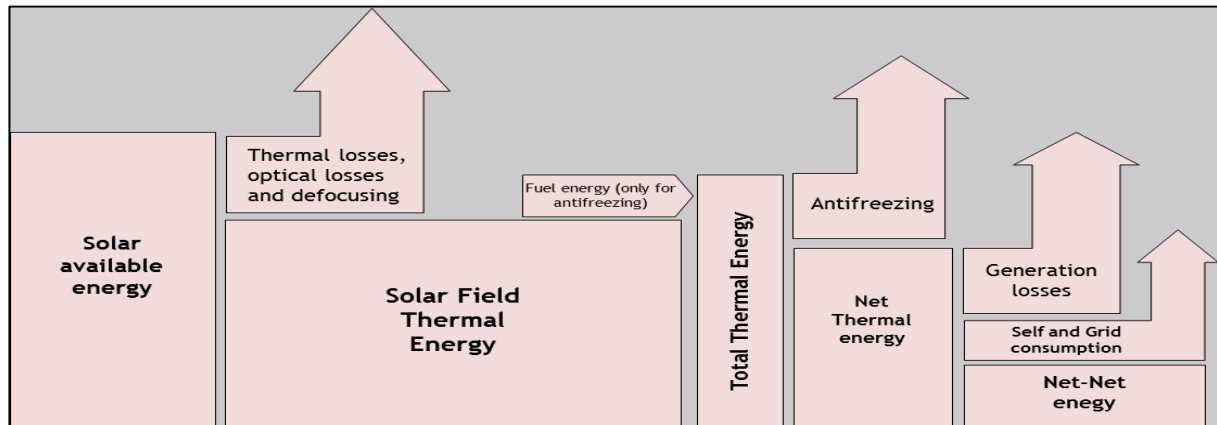 Solar
available
energy
Thermal losses,
optical losses
and defocusing
Solar Field
Thermal
Energy
Fuel energy (only for
antifreezing)
Total Thermal Energy
Antifreezing
Net
Thermal
energy
Generation
losses
Self and Grid
consumption
Net-Net
enegy